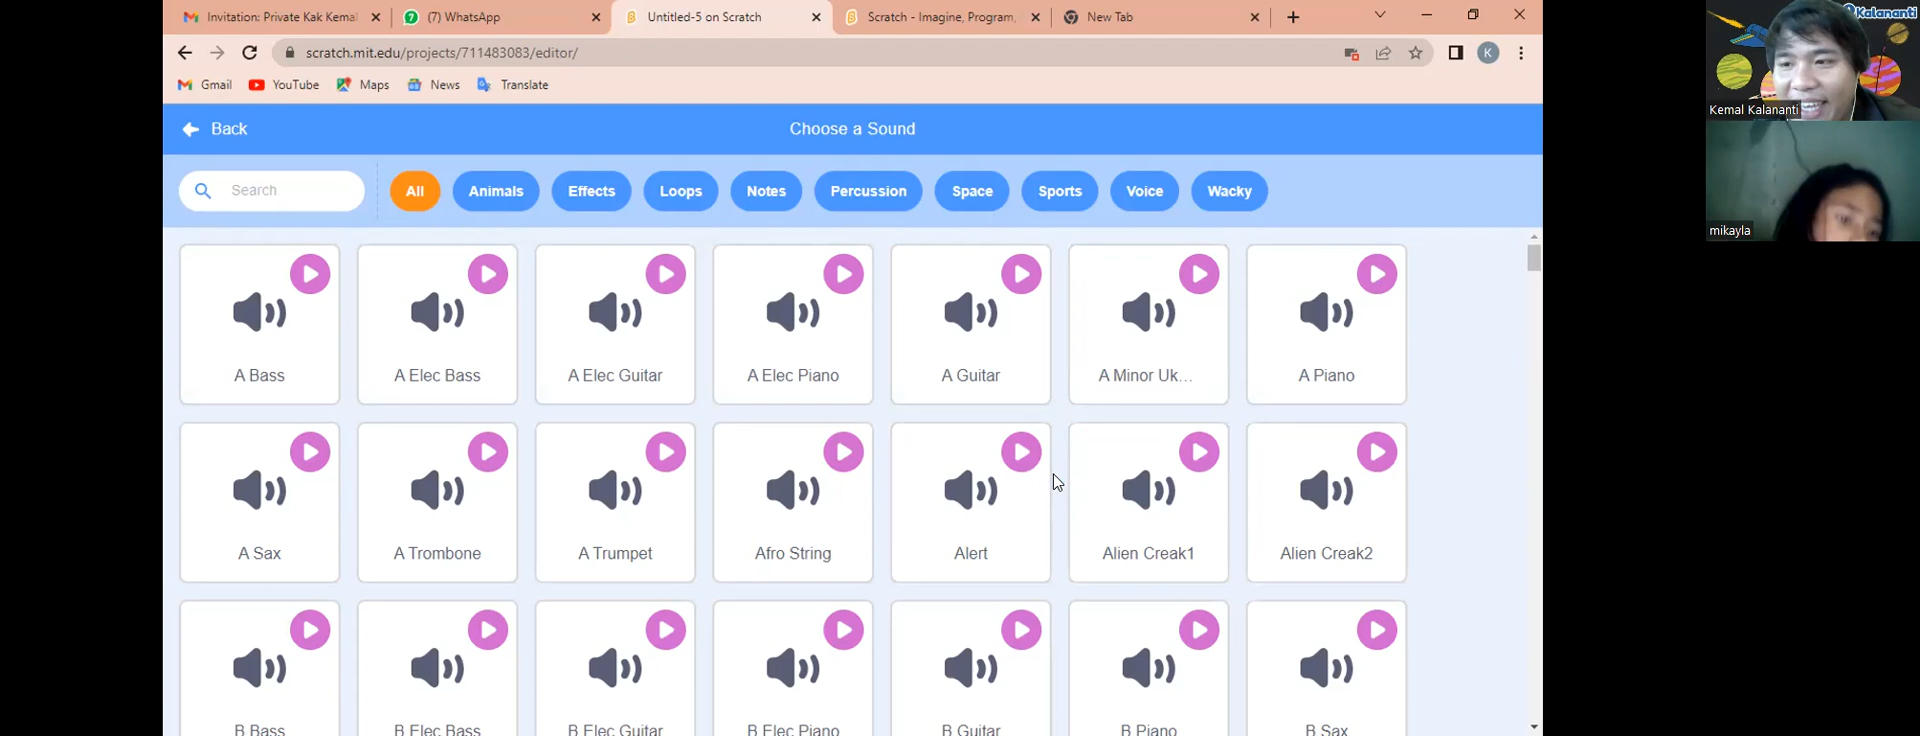 Invitation: Private Kak Kemal
(7) WhatsApp
Untitled-5 on Scratch
Scratch - Imagine, Program,
New Tab
scratch.mit.edu/projects/711483083/editor/
K
Gmail YouTube Maps News Translate
Back
Choose a Sound
Search
All Animals Effects Loops Notes Percussion Space Sports Voice Wacky
A Bass A Elec Bass A Elec Guitar A Elec Piano A Guitar A Minor Uk... A Piano
A Sax A Trombone A Trumpet Afro String Alert Alien Creak1 Alien Creak2
B Bass B Elec Bass B Elec Guitar B Elec Piano B Guitar B Piano B Sax
Kalananti
Kemal Kalananti
mikayla